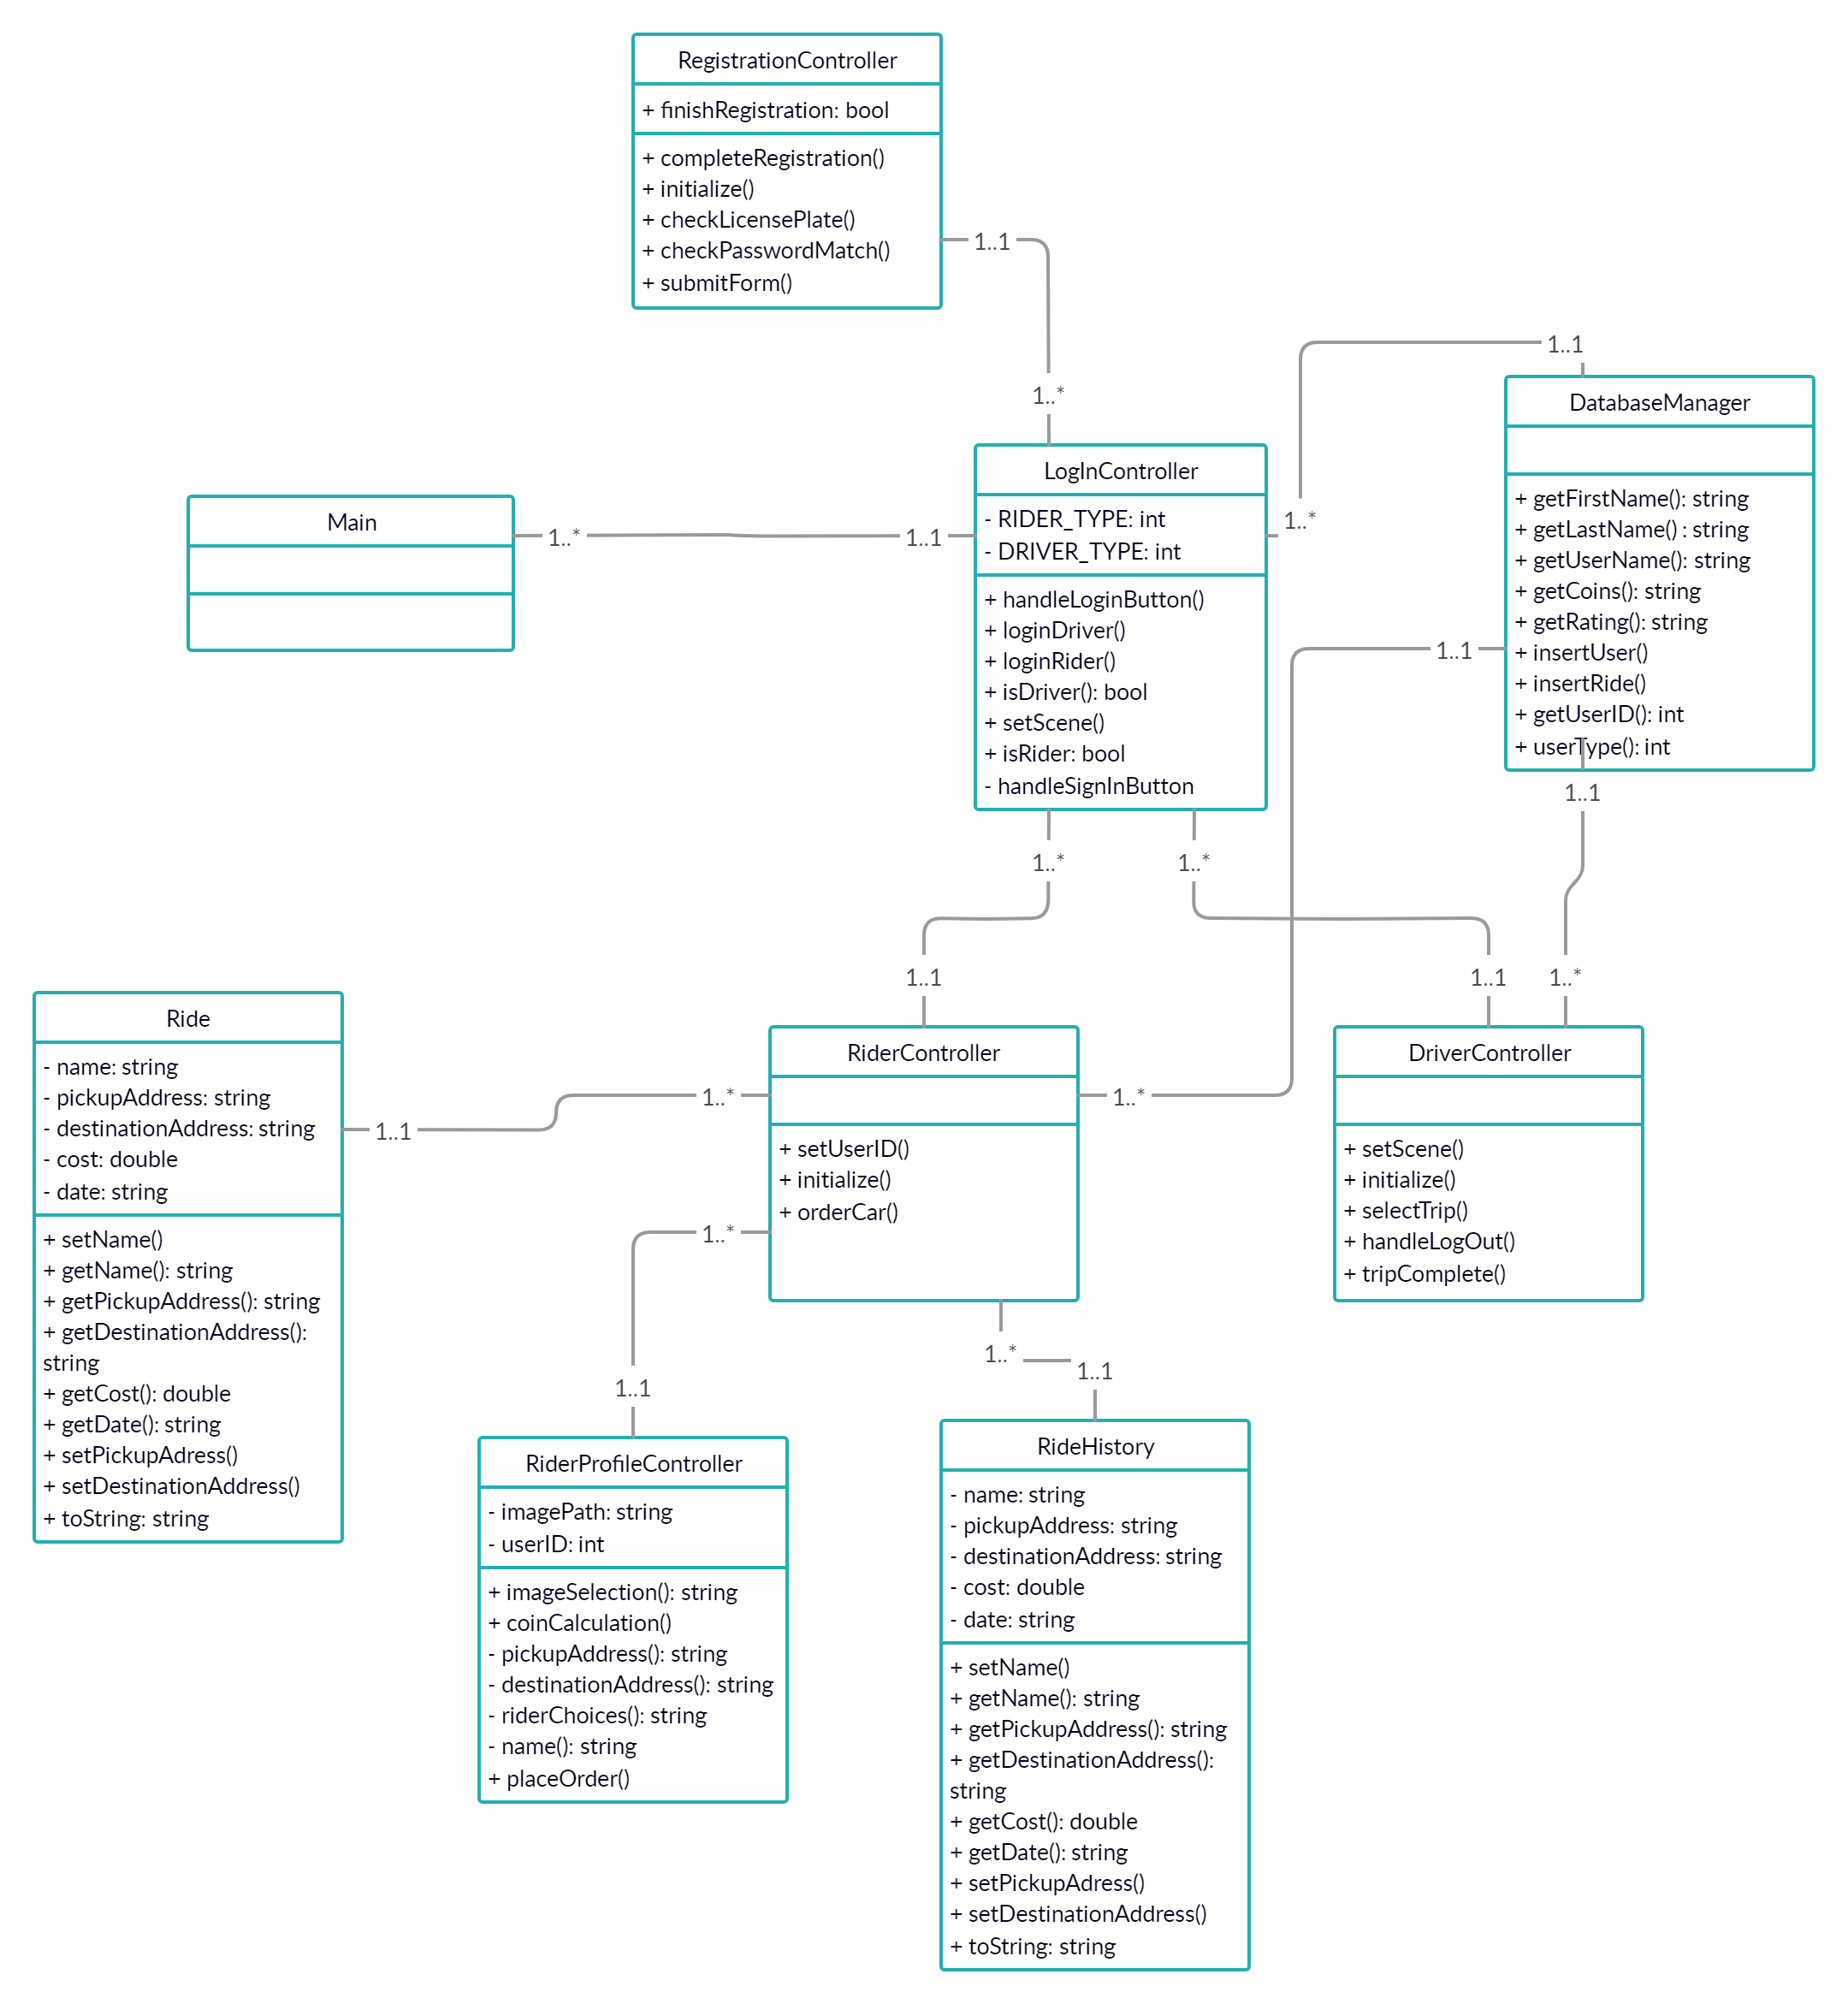 RegistrationController
+ finishRegistration: bool
+ completeRegistration()
+ initialize()
+ checkLicensePlate()
+ checkPasswordMatch()
+ submitForm()
1..1
1..*
1..1
1..*
DatabaseManager
+ getFirstName(): string
+ getLastName() : string
+ getUserName(): string
+ getCoins(): string
+ getRating(): string
+ insertUser()
+ insertRide()
+ getUserID(): int
+ userType(): int
LogInController
- RIDER_TYPE: int
- DRIVER_TYPE: int
+ handleLoginButton()
+ loginDriver()
+ loginRider()
+ isDriver(): bool
+ setScene()
+ isRider: bool
- handleSignInButton
Main
1..*
1..1
1..1
1..1
1..*
1..*
1..1
1..1
1..*
Ride
- name: string
- pickupAddress: string
- destinationAddress: string
- cost: double
- date: string
+ setName()
+ getName(): string
+ getPickupAddress(): string
+ getDestinationAddress():
string
+ getCost(): double
+ getDate(): string
+ setPickupAdress()
+ setDestinationAddress()
+ toString: string
1..1
1..*
RiderController
+ setUserID()
+ initialize()
+ orderCar()
1..*
DriverController
+ setScene()
+ initialize()
+ selectTrip()
+ handleLogOut()
+ tripComplete()
1..*
1..1
1..*
1..1
RiderProfileController
- imagePath: string
- userID: int
+ imageSelection(): string
+ coinCalculation()
- pickupAddress(): string
- destinationAddress(): string
- riderChoices(): string
- name(): string
+ placeOrder()
RideHistory
- name: string
- pickupAddress: string
- destinationAddress: string
- cost: double
- date: string
+ setName()
+ getName(): string
+ getPickupAddress(): string
+ getDestinationAddress():
string
+ getCost(): double
+ getDate(): string
+ setPickupAdress()
+ setDestinationAddress()
+ toString: string